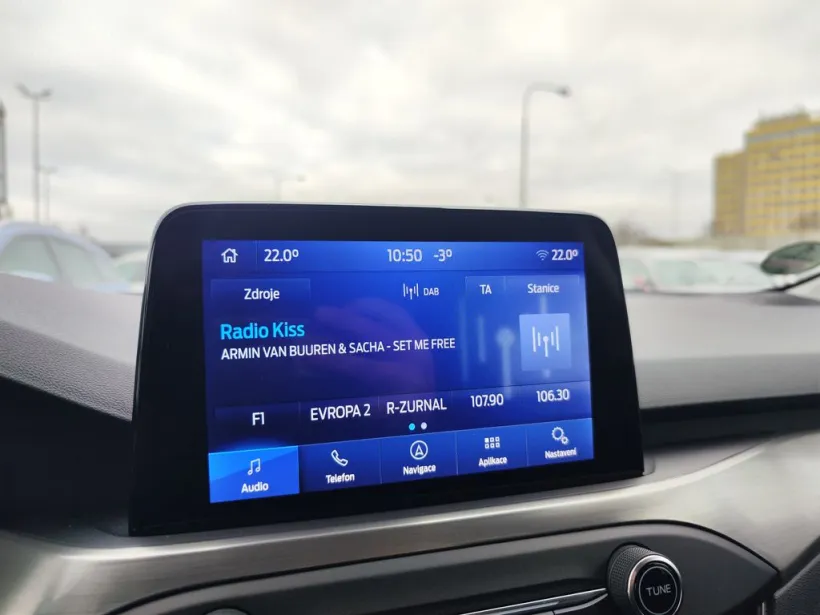 22.0° 10:50 -3° 22.0°
Zdroje DAB TA Stanice
Radio Kiss
ARMIN VAN BUUREN & SACHA - SET ME FREE
F1 EVROPA 2 R-ZURNAL 107.90 106.30
Audio Telefon Navigace Aplikace Nastavení
TUNE